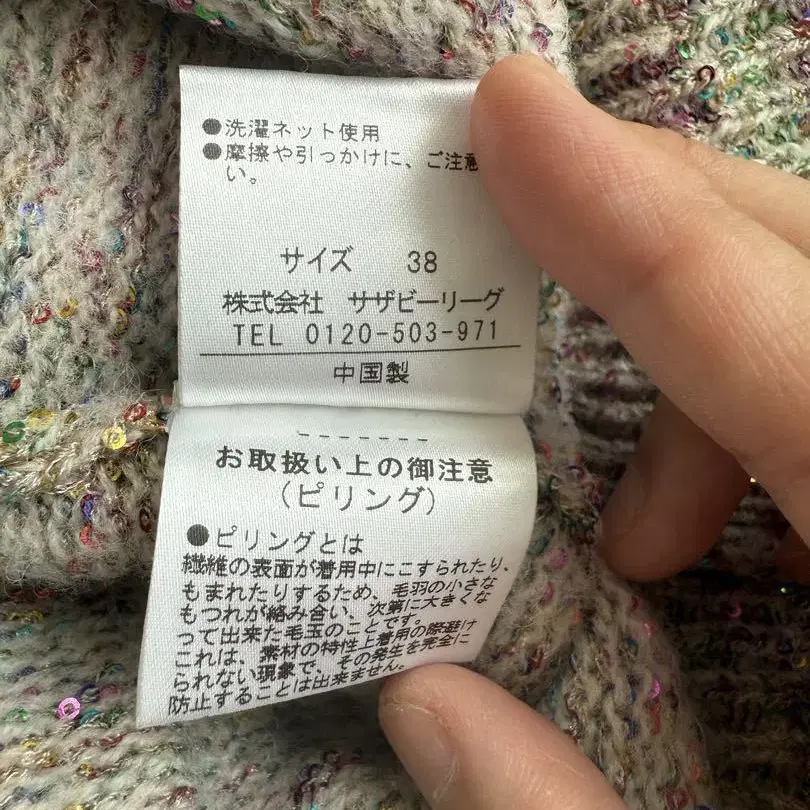 ●洗濯ネット使用
●摩擦や引っかけに、ご注意
い。
サイズ 38
株式会社 サザビーリーグ
TEL 0120-503-971
中国製
お取扱い上の御注意
(ピリング)
●ピリングとは
繊維の表面が着用中にこすられたり、
もまれたりするため、毛羽の小さな
もつれが絡み合い、次第に大きくな
って出来た毛玉のことです。
これは、素材の特性上着用の際避け
られない現象で、その発生を完全に
防止することは出来ません。